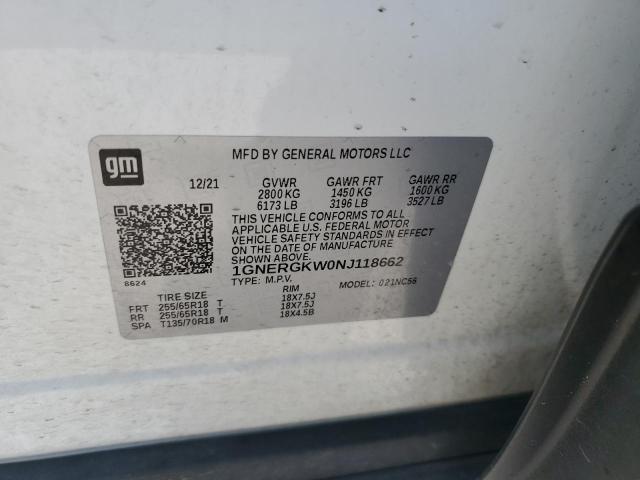 gm
MFD BY GENERAL MOTORS LLC
12/21 GVWR GAWR FRT GAWR RR
2800 KG 1450 KG 1600 KG
6173 LB 3196 LB 3527 LB
THIS VEHICLE CONFORMS TO ALL
APPLICABLE U.S. FEDERAL MOTOR
VEHICLE SAFETY STANDARDS IN EFFECT
ON THE DATE OF MANUFACTURE
SHOWN ABOVE.
1GNERGKW0NJ118662
8624 TYPE: M.P.V. MODEL: 021NC56
TIRE SIZE RIM
FRT 255/65R18 T 18X7.5J
RR 255/65R18 T 18X7.5J
SPA T135/70R18 M 18X4.5B